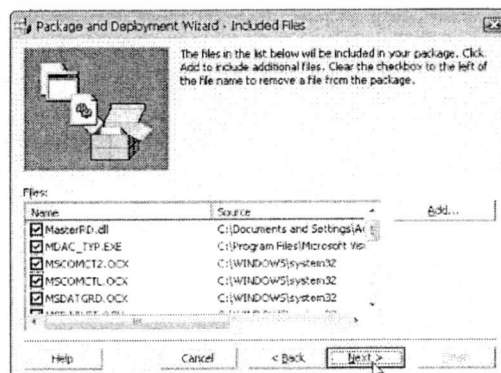 Package and Deployment Wizard - Included Files
The files in the list below will be included in your package. Click
Add to include additional files. Clear the checkbox to the left of
the file name to remove a file from the package.
Files:
Name Source
MasterRD.dll C:\Documents and Settings\A
Add...
MDAC_TYP.EXE C:\Program Files\Microsoft Vis
MSCOMCT2.OCX C:\WINDOWS\system32
MSCOMCTL.OCX C:\WINDOWS\system32
MSDATGRD.OCX C:\WINDOWS\system32
Help Cancel < Back Next >